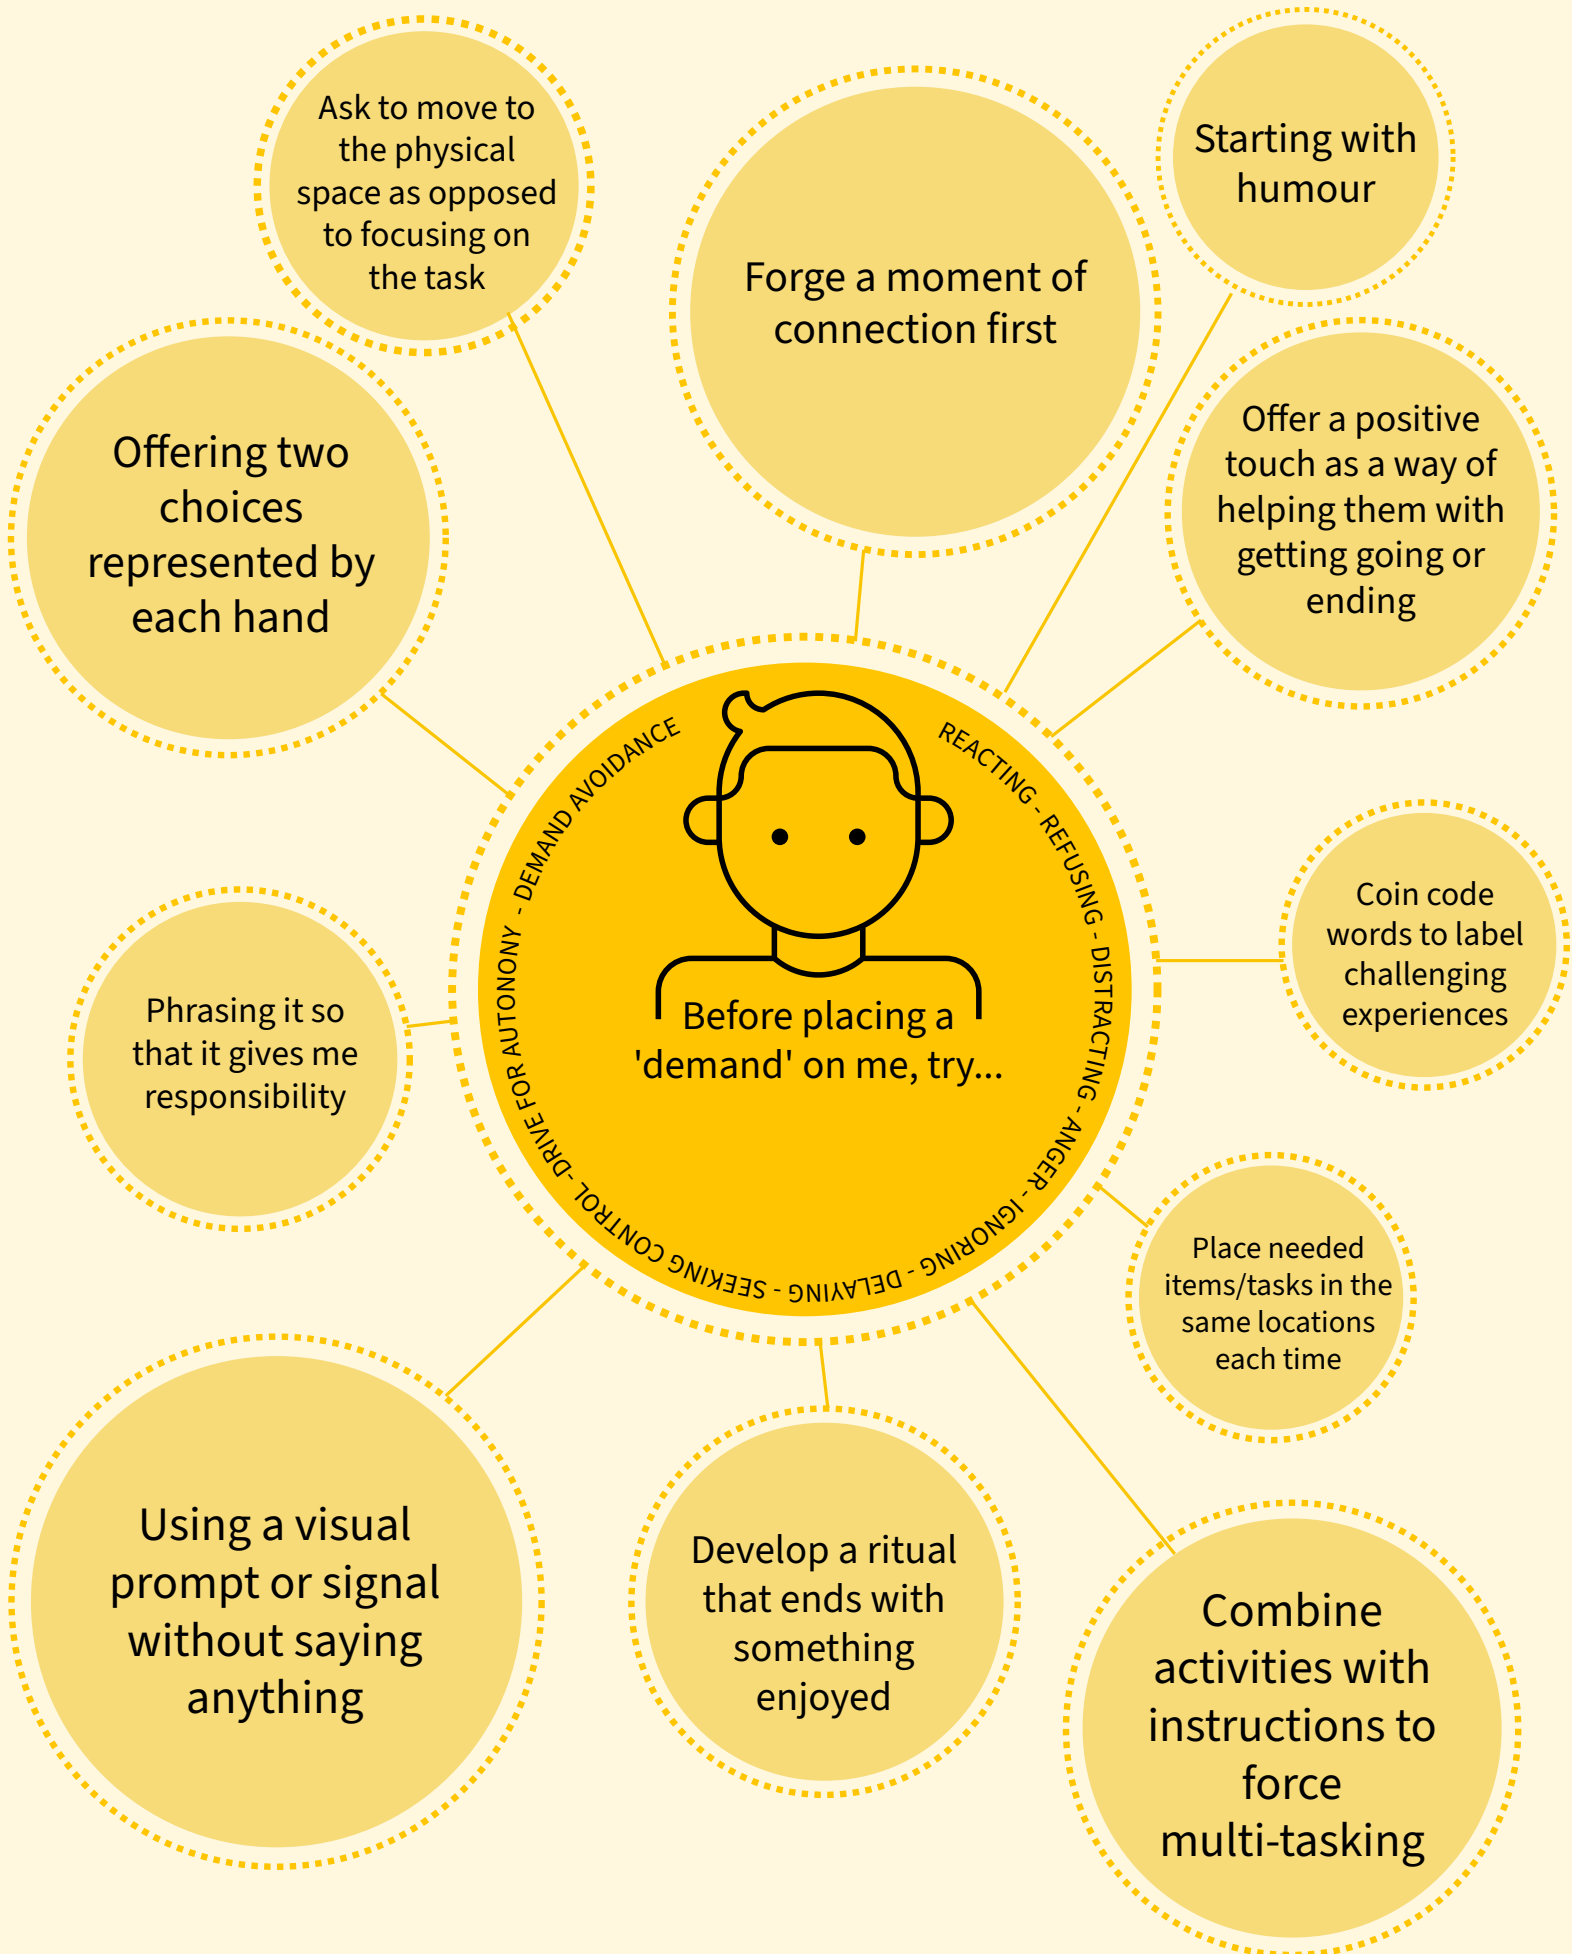 Ask to move to
the physical
space as opposed
to focusing on
the task
Forge a moment of
connection first
Starting with
humour
Offering two
choices
represented by
each hand
Offer a positive
touch as a way of
helping them with
getting going or
ending
REACTING - REFUSING - DISTRACTING - ANGER - IGNORING - DELAYING - SEEKING CONTROL -DRIVE FOR AUTONONY - DEMAND AVOIDANCE
Before placing a
'demand' on me, try...
Coin code
words to label
challenging
experiences
Phrasing it so
that it gives me
responsibility
Place needed
items/tasks in the
same locations
each time
Using a visual
prompt or signal
without saying
anything
Develop a ritual
that ends with
something
enjoyed
Combine
activities with
instructions to
force
multi-tasking